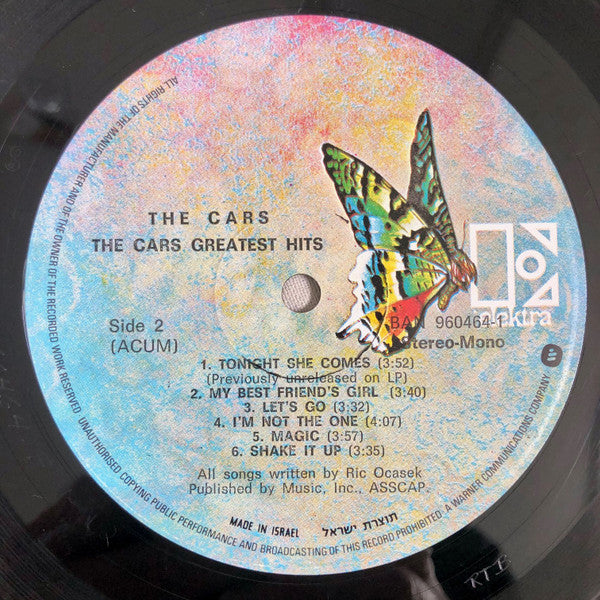 THE CARS
THE CARS GREATEST HITS
elektra
Side 2
(ACUM)
BAN 960464-1
Stereo-Mono
1. TONIGHT SHE COMES (3:52)
(Previously unreleased on LP)
2. MY BEST FRIEND'S GIRL (3:40)
3. LET'S GO (3:32)
4. I'M NOT THE ONE (4:07)
5. MAGIC (3:57)
6. SHAKE IT UP (3:35)
All songs written by Ric Ocasek
Published by Music, Inc., ASSCAP.
MADE IN ISRAEL תוצרת ישראל
ALL RIGHTS OF THE MANUFACTURER AND OF THE OWNER OF THE RECORDED WORK RESERVED. UNAUTHORISED COPYING PUBLIC PERFORMANCE AND BROADCASTING OF THIS RECORD PROHIBITED. A WARNER COMMUNICATIONS COMPANY